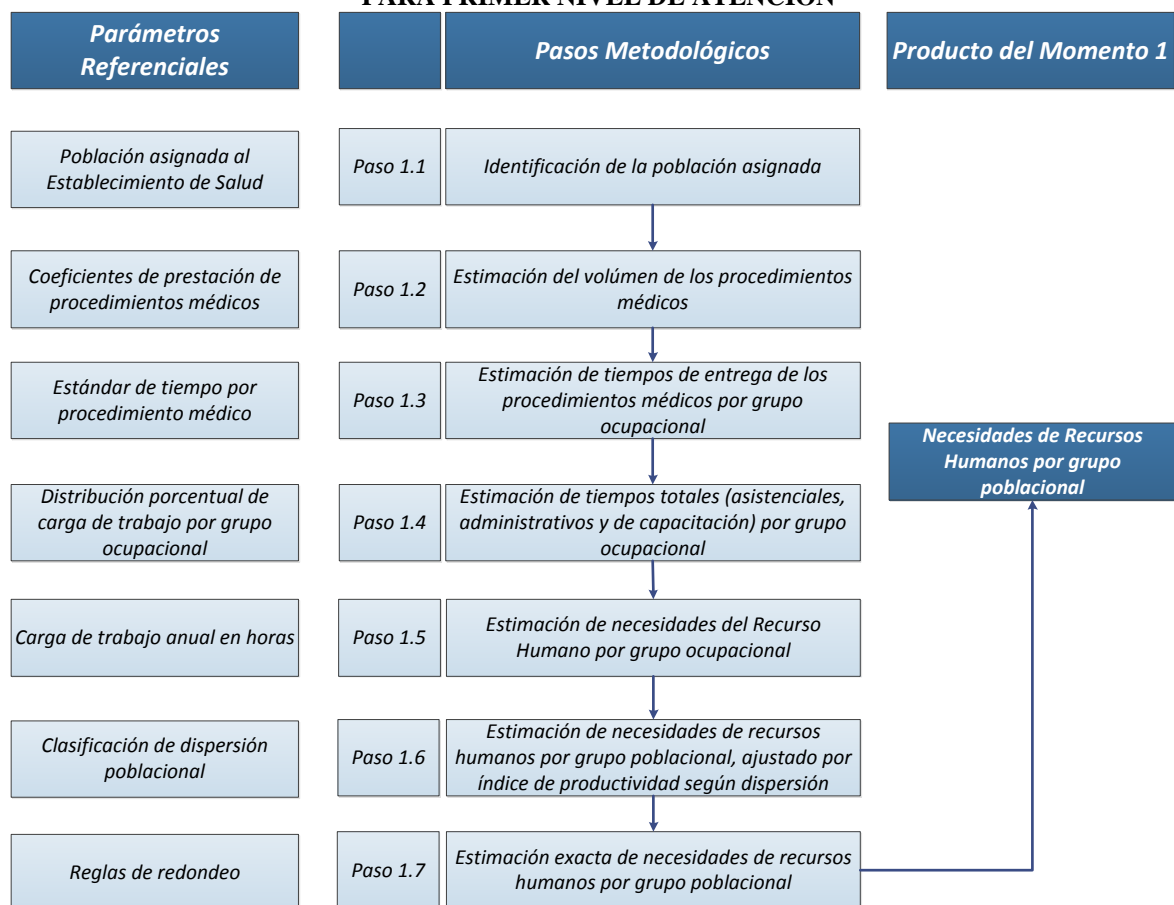 PARA PRIMER NIVEL DE ATENCIÓN
Parámetros
Referenciales
Pasos Metodológicos
Producto del Momento 1
Población asignada al
Establecimiento de Salud
Paso 1.1
Identificación de la población asignada
Coeficientes de prestación de
procedimientos médicos
Paso 1.2
Estimación del volúmen de los procedimientos
médicos
Estándar de tiempo por
procedimiento médico
Paso 1.3
Estimación de tiempos de entrega de los
procedimientos médicos por grupo
ocupacional
Necesidades de Recursos
Humanos por grupo
poblacional
Distribución porcentual de
carga de trabajo por grupo
ocupacional
Paso 1.4
Estimación de tiempos totales (asistenciales,
administrativos y de capacitación) por grupo
ocupacional
Carga de trabajo anual en horas
Paso 1.5
Estimación de necesidades del Recurso
Humano por grupo ocupacional
Clasificación de dispersión
poblacional
Paso 1.6
Estimación de necesidades de recursos
humanos por grupo poblacional, ajustado por
índice de productividad según dispersión
Reglas de redondeo
Paso 1.7
Estimación exacta de necesidades de recursos
humanos por grupo poblacional